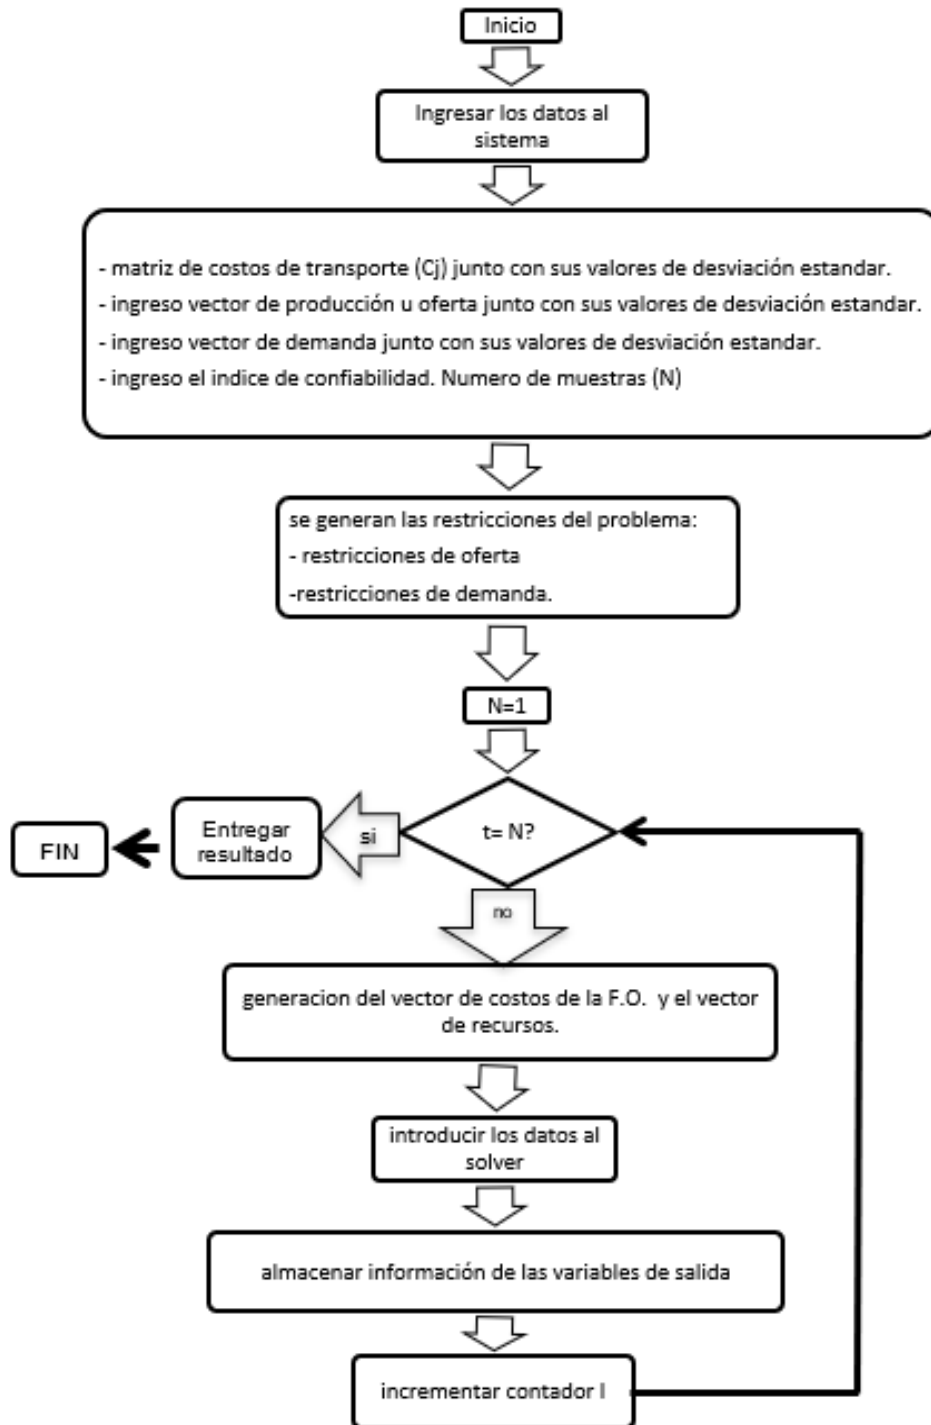 Inicio
Ingresar los datos al
sistema
- matriz de costos de transporte (Cj) junto con sus valores de desviación estandar.
- ingreso vector de producción u oferta junto con sus valores de desviación estandar.
- ingreso vector de demanda junto con sus valores de desviación estandar.
- ingreso el indice de confiabilidad. Numero de muestras (N)
se generan las restricciones del problema:
- restricciones de oferta
-restricciones de demanda.
N=1
t= N?
si
Entregar
resultado
FIN
no
generacion del vector de costos de la F.O. y el vector
de recursos.
introducir los datos al
solver
almacenar información de las variables de salida
incrementar contador I